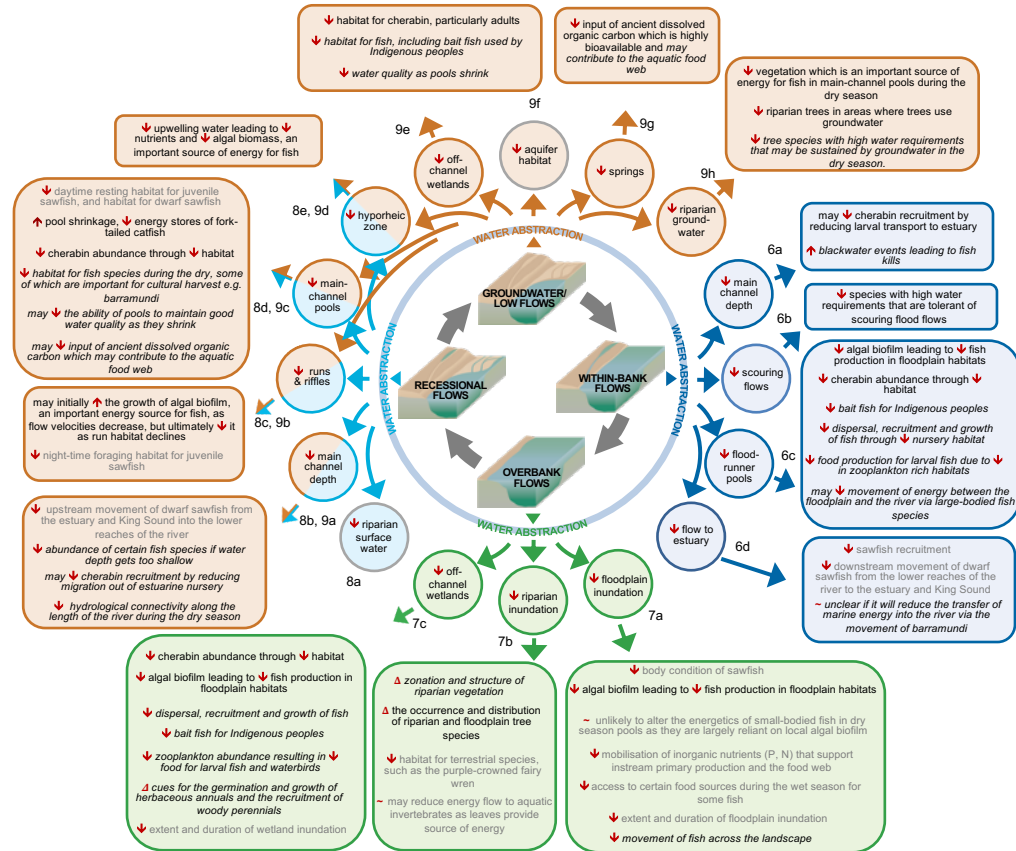 ↓ habitat for cherabin, particularly adults
↓ habitat for fish, including bait fish used by
Indigenous peoples
↓ water quality as pools shrink
↓ input of ancient dissolved
organic carbon which is highly
bioavailable and may
contribute to the aquatic food
web
↓ vegetation which is an important source of
energy for fish in main-channel pools during the
dry season
↓ riparian trees in areas where trees use
groundwater
↓ tree species with high water requirements
that may be sustained by groundwater in the
dry season.
↓ upwelling water leading to ↓
nutrients and ↓ algal biomass, an
important source of energy for fish
9e
9f
9g
9h
8e, 9d
↓ off-
channel
wetlands
↓ aquifer
habitat
↓ springs
↓ riparian
ground-
water
↓ hyporheic
zone
WATER ABSTRACTION
↓ daytime resting habitat for juvenile
sawfish, and habitat for dwarf sawfish
↑ pool shrinkage, ↓ energy stores of fork-
tailed catfish
↓ cherabin abundance through ↓ habitat
↓ habitat for fish species during the dry, some
of which are important for cultural harvest e.g.
barramundi
may ↓ the ability of pools to maintain good
water quality as they shrink
may ↓ input of ancient dissolved organic
carbon which may contribute to the aquatic
food web
8d, 9c
↓ main-
channel
pools
GROUNDWATER/
LOW FLOWS
6a
↓ main
channel
depth
may ↓ cherabin recruitment by
reducing larval transport to estuary
↑ blackwater events leading to fish
kills
6b
↓ species with high water
requirements that are tolerant of
scouring flood flows
WATER ABSTRACTION
↓ runs
& riffles
RECESSIONAL
FLOWS
WITHIN-BANK
FLOWS
WATER ABSTRACTION
↓ scouring
flows
↓ algal biofilm leading to ↓ fish
production in floodplain habitats
↓ cherabin abundance through ↓
habitat
↓ bait fish for Indigenous peoples
↓ dispersal, recruitment and growth
of fish through ↓ nursery habitat
↓ food production for larval fish due to ↓
in zooplankton rich habitats
may ↓ movement of energy between the
floodplain and the river via large-bodied fish
species
8c, 9b
may initially ↑ the growth of algal biofilm,
an important energy source for fish, as
flow velocities decrease, but ultimately ↓ it
as run habitat declines
↓ night-time foraging habitat for juvenile
sawfish
↓ main
channel
depth
OVERBANK
FLOWS
↓ flood-
runner
pools
6c
8b, 9a
↓ upstream movement of dwarf sawfish from
the estuary and King Sound into the lower
reaches of the river
↓ abundance of certain fish species if water
depth gets too shallow
may ↓ cherabin recruitment by reducing
migration out of estuarine nursery
↓ hydrological connectivity along the
length of the river during the dry season
↓ riparian
surface
water
8a
WATER ABSTRACTION
↓ flow to
estuary
6d
↓ sawfish recruitment
↓ downstream movement of dwarf
sawfish from the lower reaches of the
river to the estuary and King Sound
~ unclear if it will reduce the transfer of
marine energy into the river via the
movement of barramundi
↓ off-
channel
wetlands
↓ riparian
inundation
↓ floodplain
inundation
7c
7b
7a
↓ cherabin abundance through ↓ habitat
↓ algal biofilm leading to ↓ fish production in
floodplain habitats
↓ dispersal, recruitment and growth of fish
↓ bait fish for Indigenous peoples
↓ zooplankton abundance resulting in ↓
food for larval fish and waterbirds
Δ cues for the germination and growth of
herbaceous annuals and the recruitment of
woody perennials
↓ extent and duration of wetland inundation
Δ zonation and structure of
riparian vegetation
Δ the occurrence and distribution
of riparian and floodplain tree
species
↓ habitat for terrestrial species,
such as the purple-crowned fairy
wren
~ may reduce energy flow to aquatic
invertebrates as leaves provide
source of energy
↓ body condition of sawfish
↓ algal biofilm leading to ↓ fish production in floodplain habitats
~ unlikely to alter the energetics of small-bodied fish in dry
season pools as they are largely reliant on local algal biofilm
↓ mobilisation of inorganic nutrients (P, N) that support
instream primary production and the food web
↓ access to certain food sources during the wet season for
some fish
↓ extent and duration of floodplain inundation
↓ movement of fish across the landscape